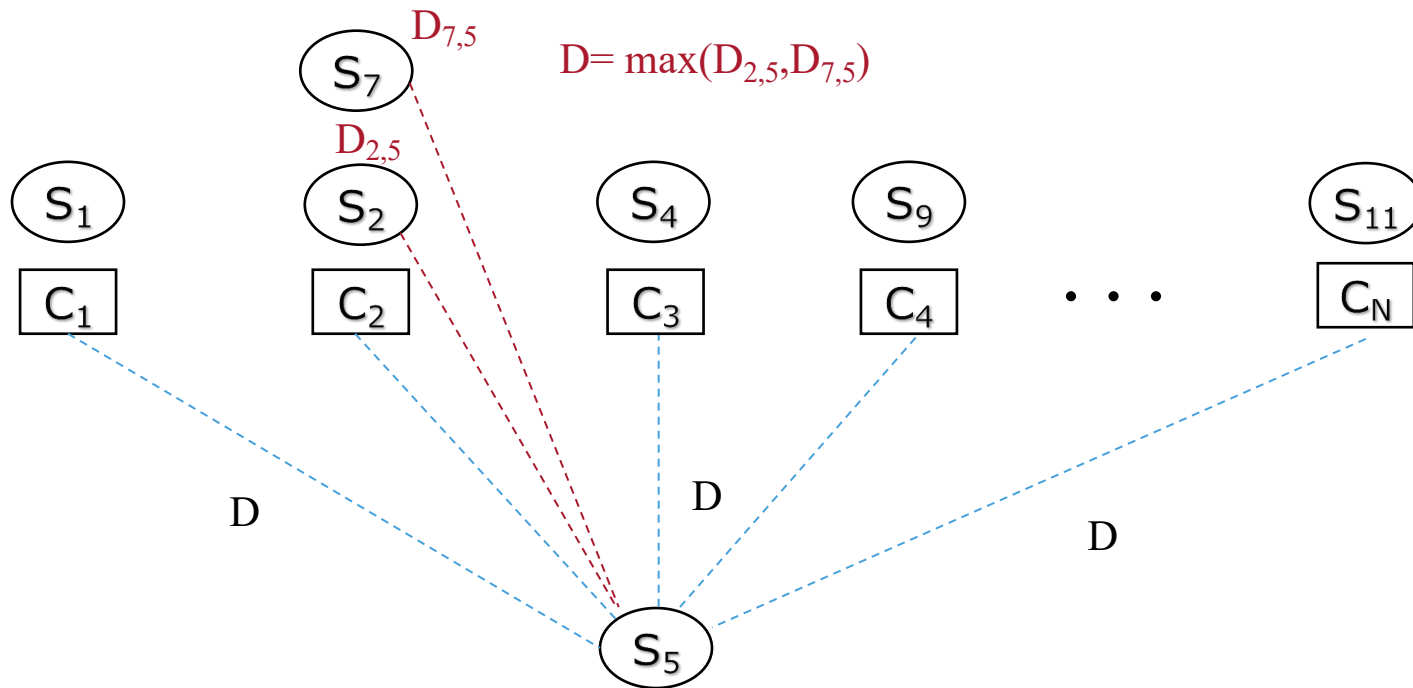 D₇,₅
S₇
D= max(D₂,₅,D₇,₅)
D₂,₅
S₁ S₂ S₄ S₉ S₁₁
C₁ C₂ C₃ C₄ . . . C_N
D D D
S₅